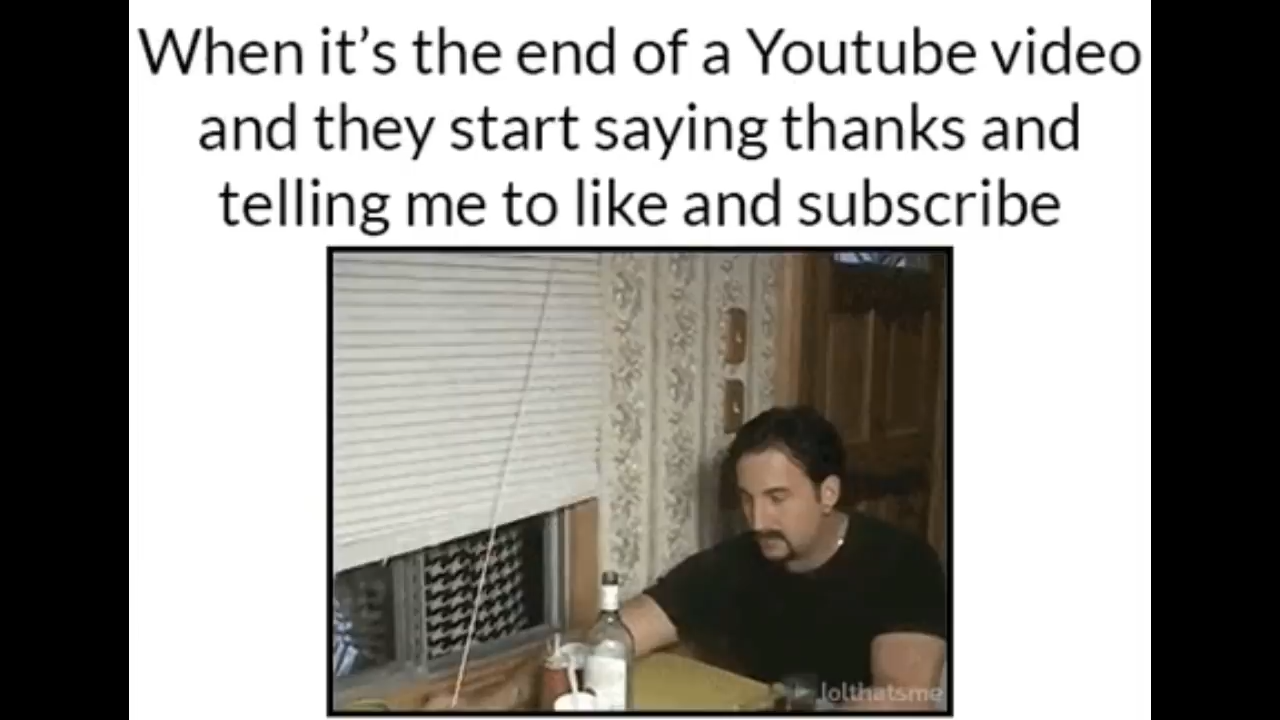 When it’s the end of a Youtube video
and they start saying thanks and
telling me to like and subscribe
lolthatsme